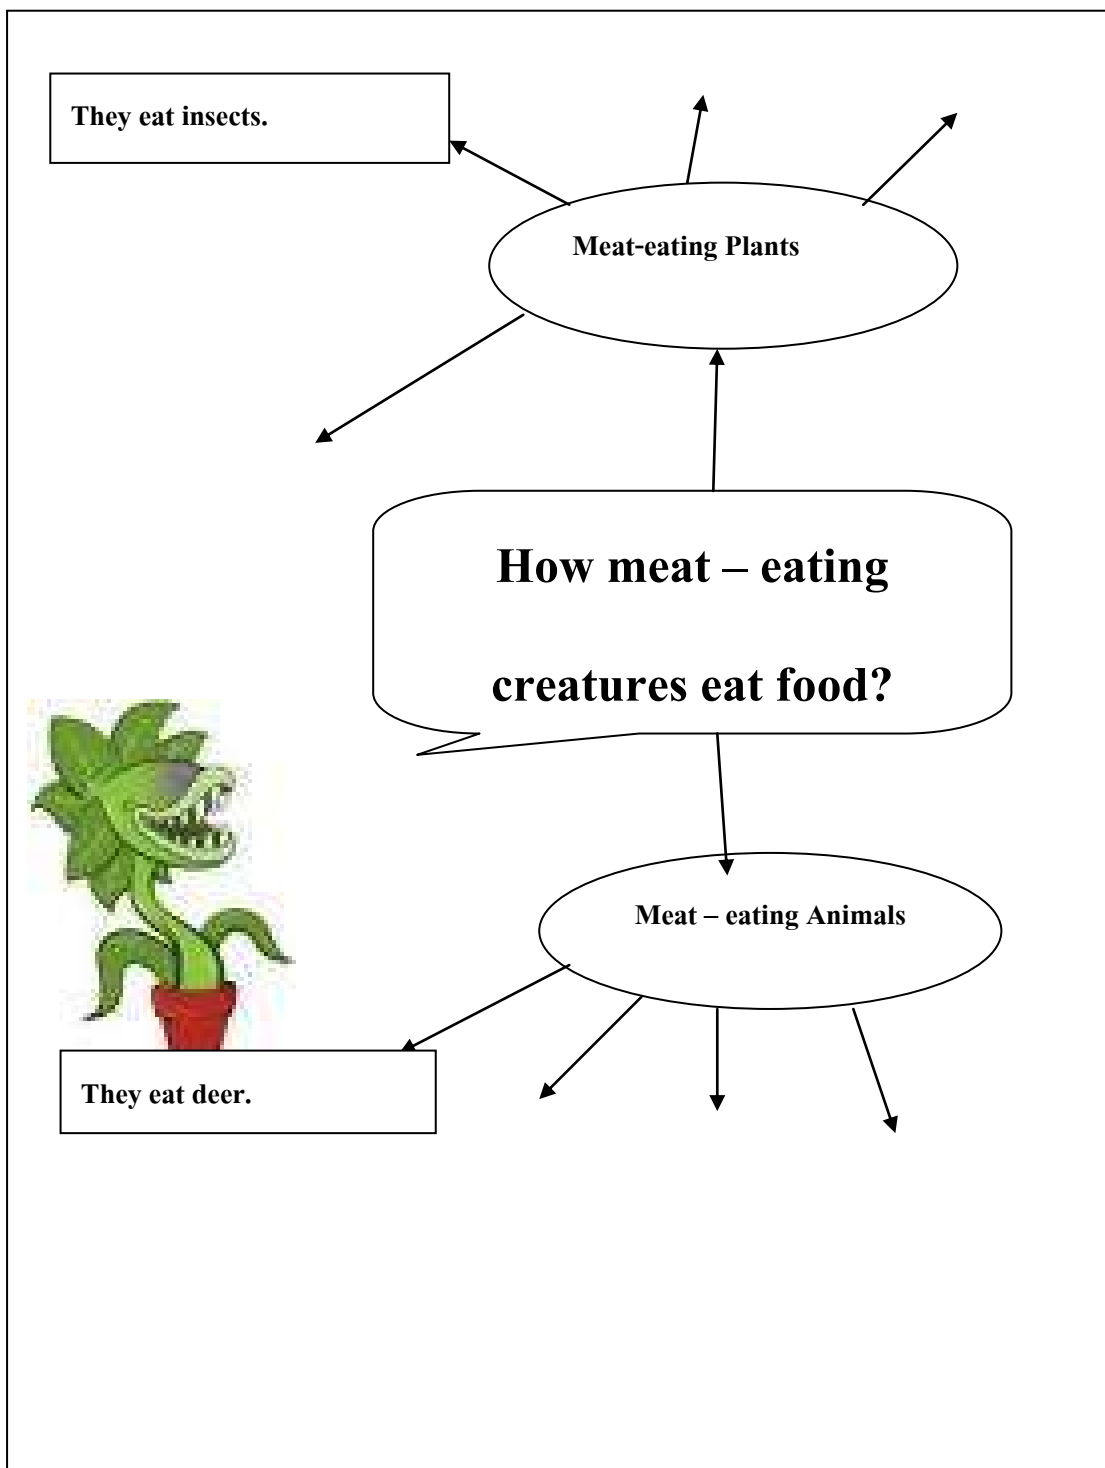 They eat insects.
Meat-eating Plants
How meat – eating
creatures eat food?
Meat – eating Animals
They eat deer.